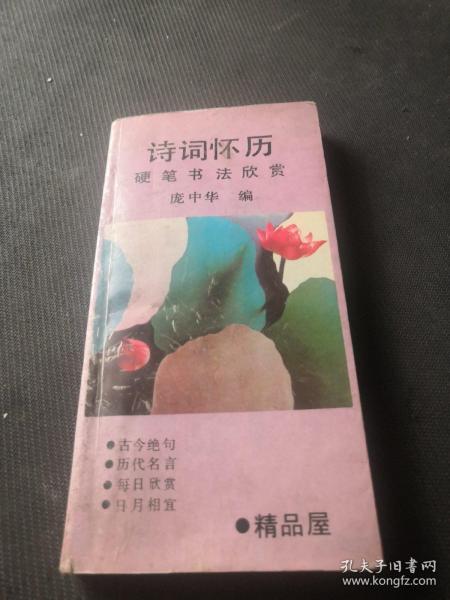 诗词怀历
硬笔书法欣赏
庞中华 编
●古今绝句
●历代名言
●每日欣赏
●日月相宜
●精品屋
孔夫子旧书网
www.kongfz.com